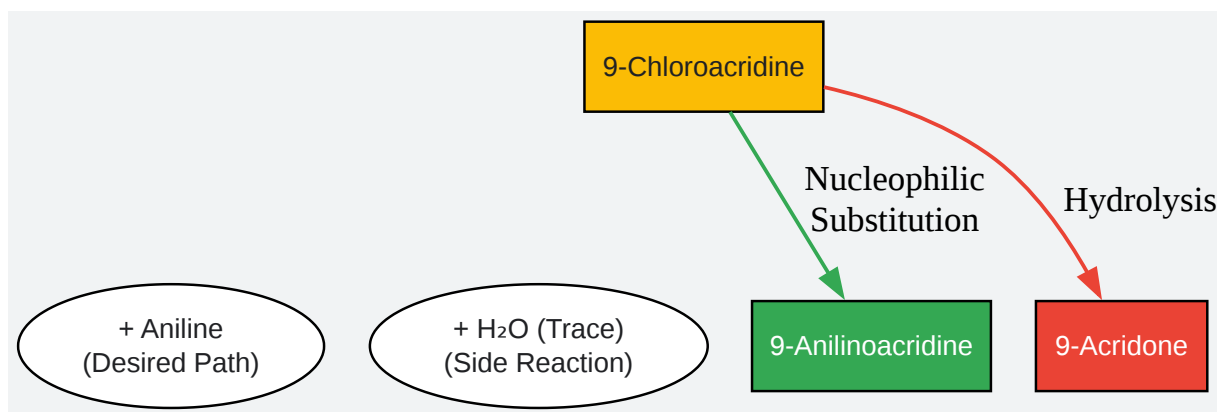 9-Chloroacridine
Nucleophilic
Substitution
Hydrolysis
+ Aniline
(Desired Path)
+ H₂O (Trace)
(Side Reaction)
9-Anilinoacridine
9-Acridone